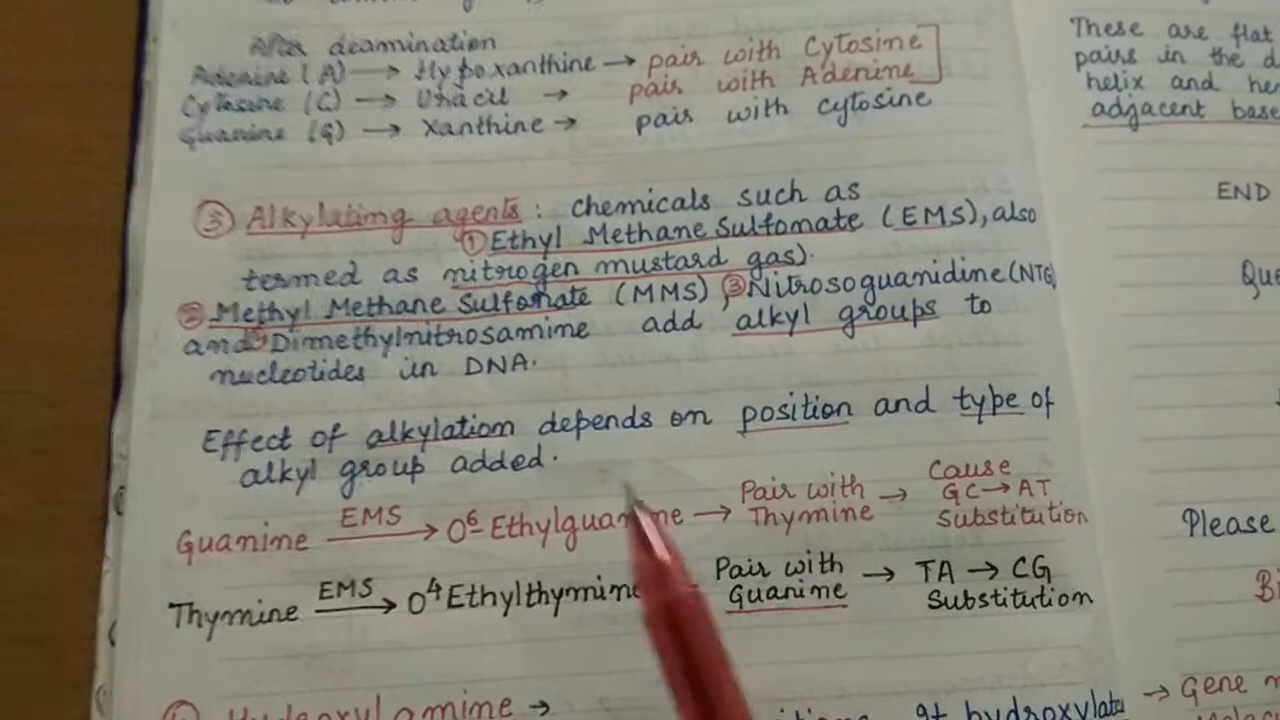 After deamination
Adenine (A) → Hypoxanthine → pair with Cytosine
Cytosine (C) → Uracil → pair with Adenine
Guanine (G) → Xanthine → pair with cytosine
③ Alkylating agents : chemicals such as
① Ethyl Methane Sulfomate (EMS), also
termed as nitrogen mustard gas).
② Methyl Methane Sulfonate (MMS), ③ Nitrosoguanidine (NTG)
and Dimethylnitrosamine add alkyl groups to
nucleotides in DNA.
Effect of alkylation depends on position and type of
alkyl group added.
Guanine EMS → O6 Ethylguanine → Pair with Thymine → Cause GC → AT Substitution
Thymine EMS → O4 Ethylthymine Pair with Guanine → TA → CG Substitution
Hydroxylamine →
hydroxylate → Gene
These are flat
pairs in the
helix and
adjacent base
END
Please